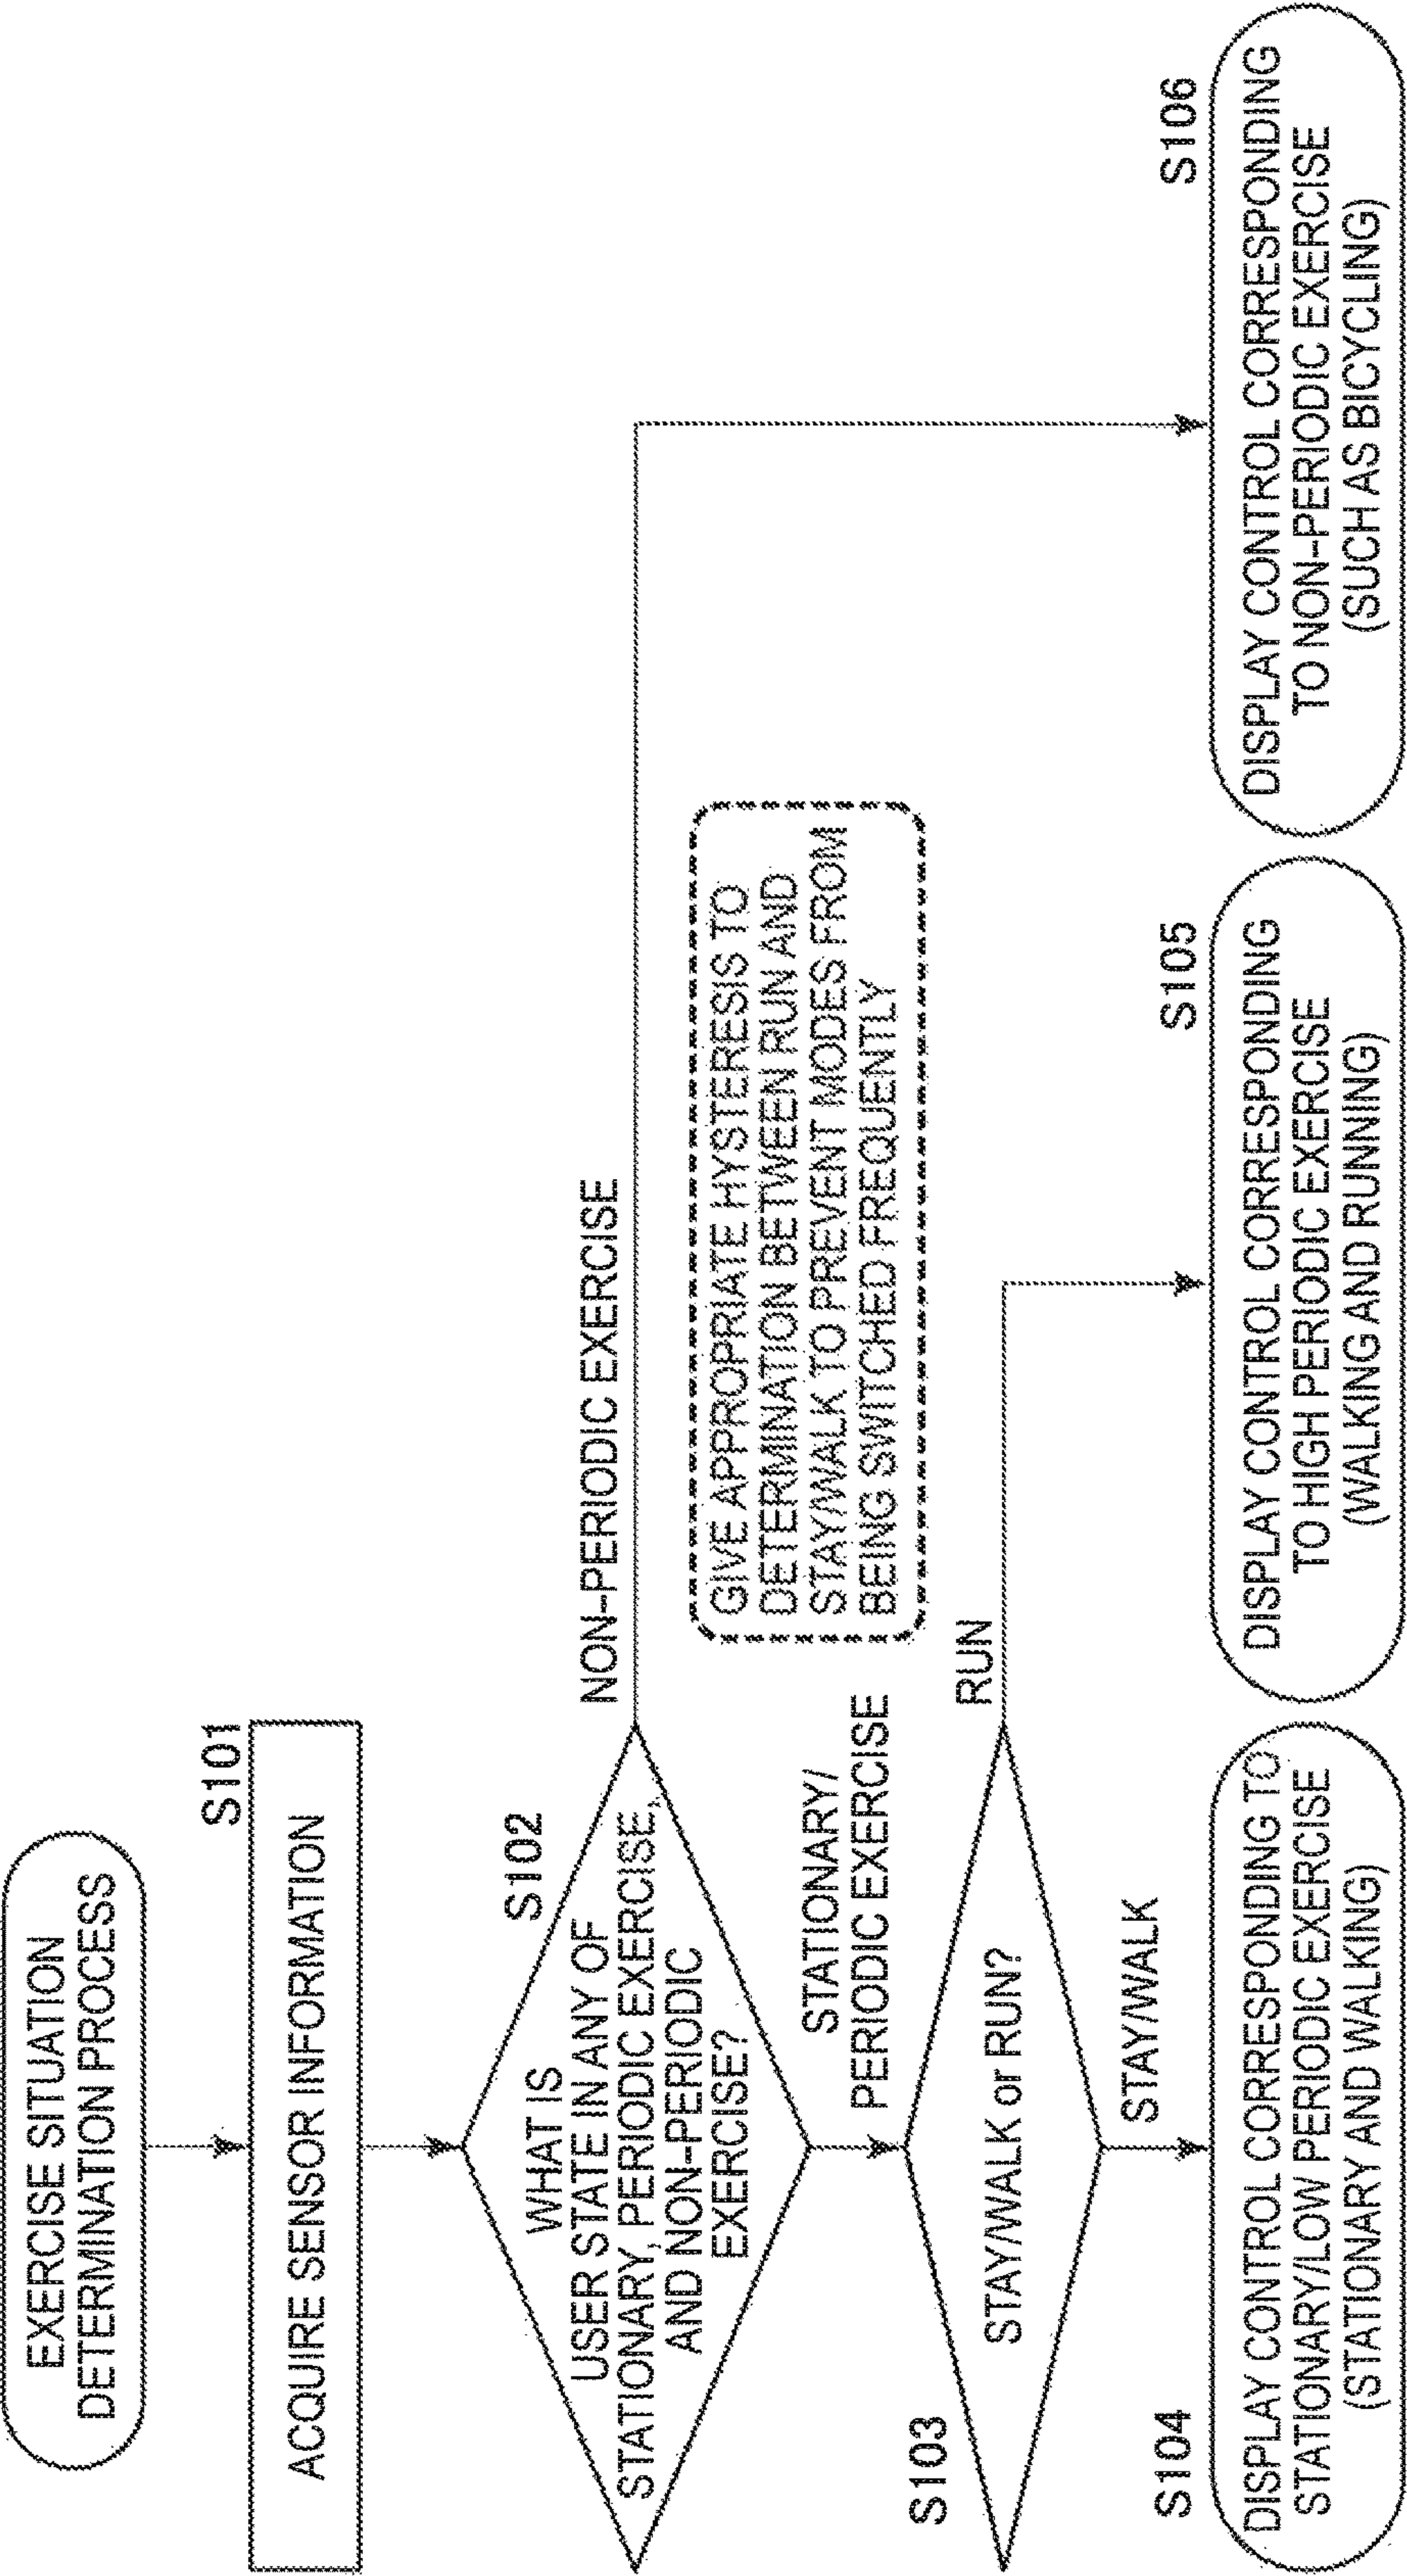 EXERCISE SITUATION
DETERMINATION PROCESS
S101
ACQUIRE SENSOR INFORMATION
S102
WHAT IS
USER STATE IN ANY OF
STATIONARY, PERIODIC EXERCISE,
AND NON-PERIODIC
EXERCISE?
NON-PERIODIC EXERCISE
STATIONARY/
PERIODIC EXERCISE
GIVE APPROPRIATE HYSTERESIS TO
DETERMINATION BETWEEN RUN AND
STAY/WALK TO PREVENT MODES FROM
BEING SWITCHED FREQUENTLY
S103
STAY/WALK or RUN?
RUN
STAY/WALK
S104
DISPLAY CONTROL CORRESPONDING TO
STATIONARY/LOW PERIODIC EXERCISE
(STATIONARY AND WALKING)
S105
DISPLAY CONTROL CORRESPONDING
TO HIGH PERIODIC EXERCISE
(WALKING AND RUNNING)
S106
DISPLAY CONTROL CORRESPONDING
TO NON-PERIODIC EXERCISE
(SUCH AS BICYCLING)